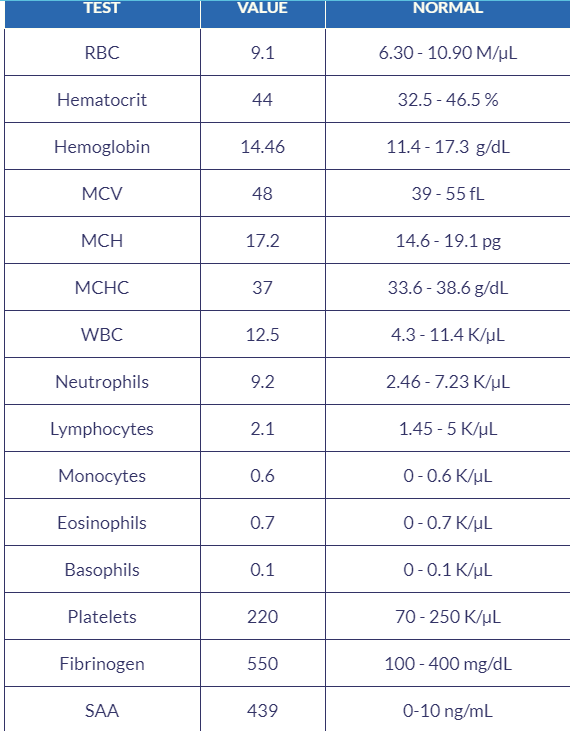 TEST VALUE NORMAL
RBC 9.1 6.30 - 10.90 M/µL
Hematocrit 44 32.5 - 46.5 %
Hemoglobin 14.46 11.4 - 17.3 g/dL
MCV 48 39 - 55 fL
MCH 17.2 14.6 - 19.1 pg
MCHC 37 33.6 - 38.6 g/dL
WBC 12.5 4.3 - 11.4 K/µL
Neutrophils 9.2 2.46 - 7.23 K/µL
Lymphocytes 2.1 1.45 - 5 K/µL
Monocytes 0.6 0 - 0.6 K/µL
Eosinophils 0.7 0 - 0.7 K/µL
Basophils 0.1 0 - 0.1 K/µL
Platelets 220 70 - 250 K/µL
Fibrinogen 550 100 - 400 mg/dL
SAA 439 0-10 ng/mL